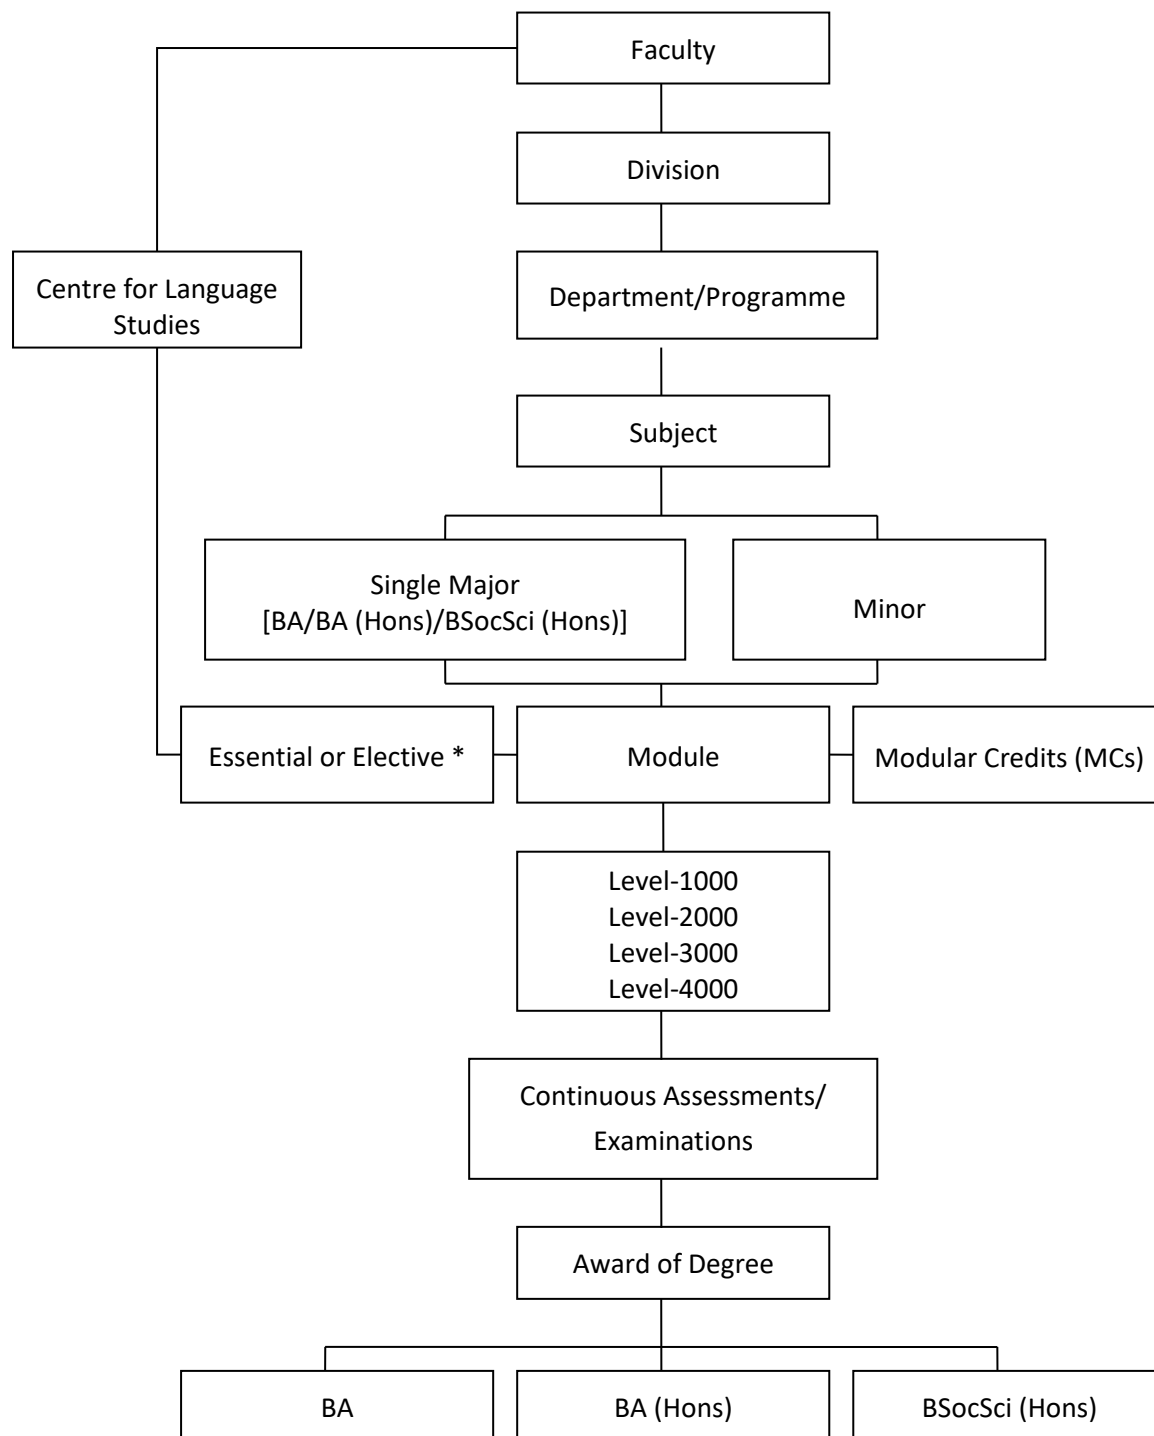 Faculty
Division
Centre for Language
Studies
Department/Programme
Subject
Single Major
[BA/BA (Hons)/BSocSci (Hons)]
Minor
Essential or Elective *
Module
Modular Credits (MCs)
Level-1000
Level-2000
Level-3000
Level-4000
Continuous Assessments/
Examinations
Award of Degree
BA
BA (Hons)
BSocSci (Hons)